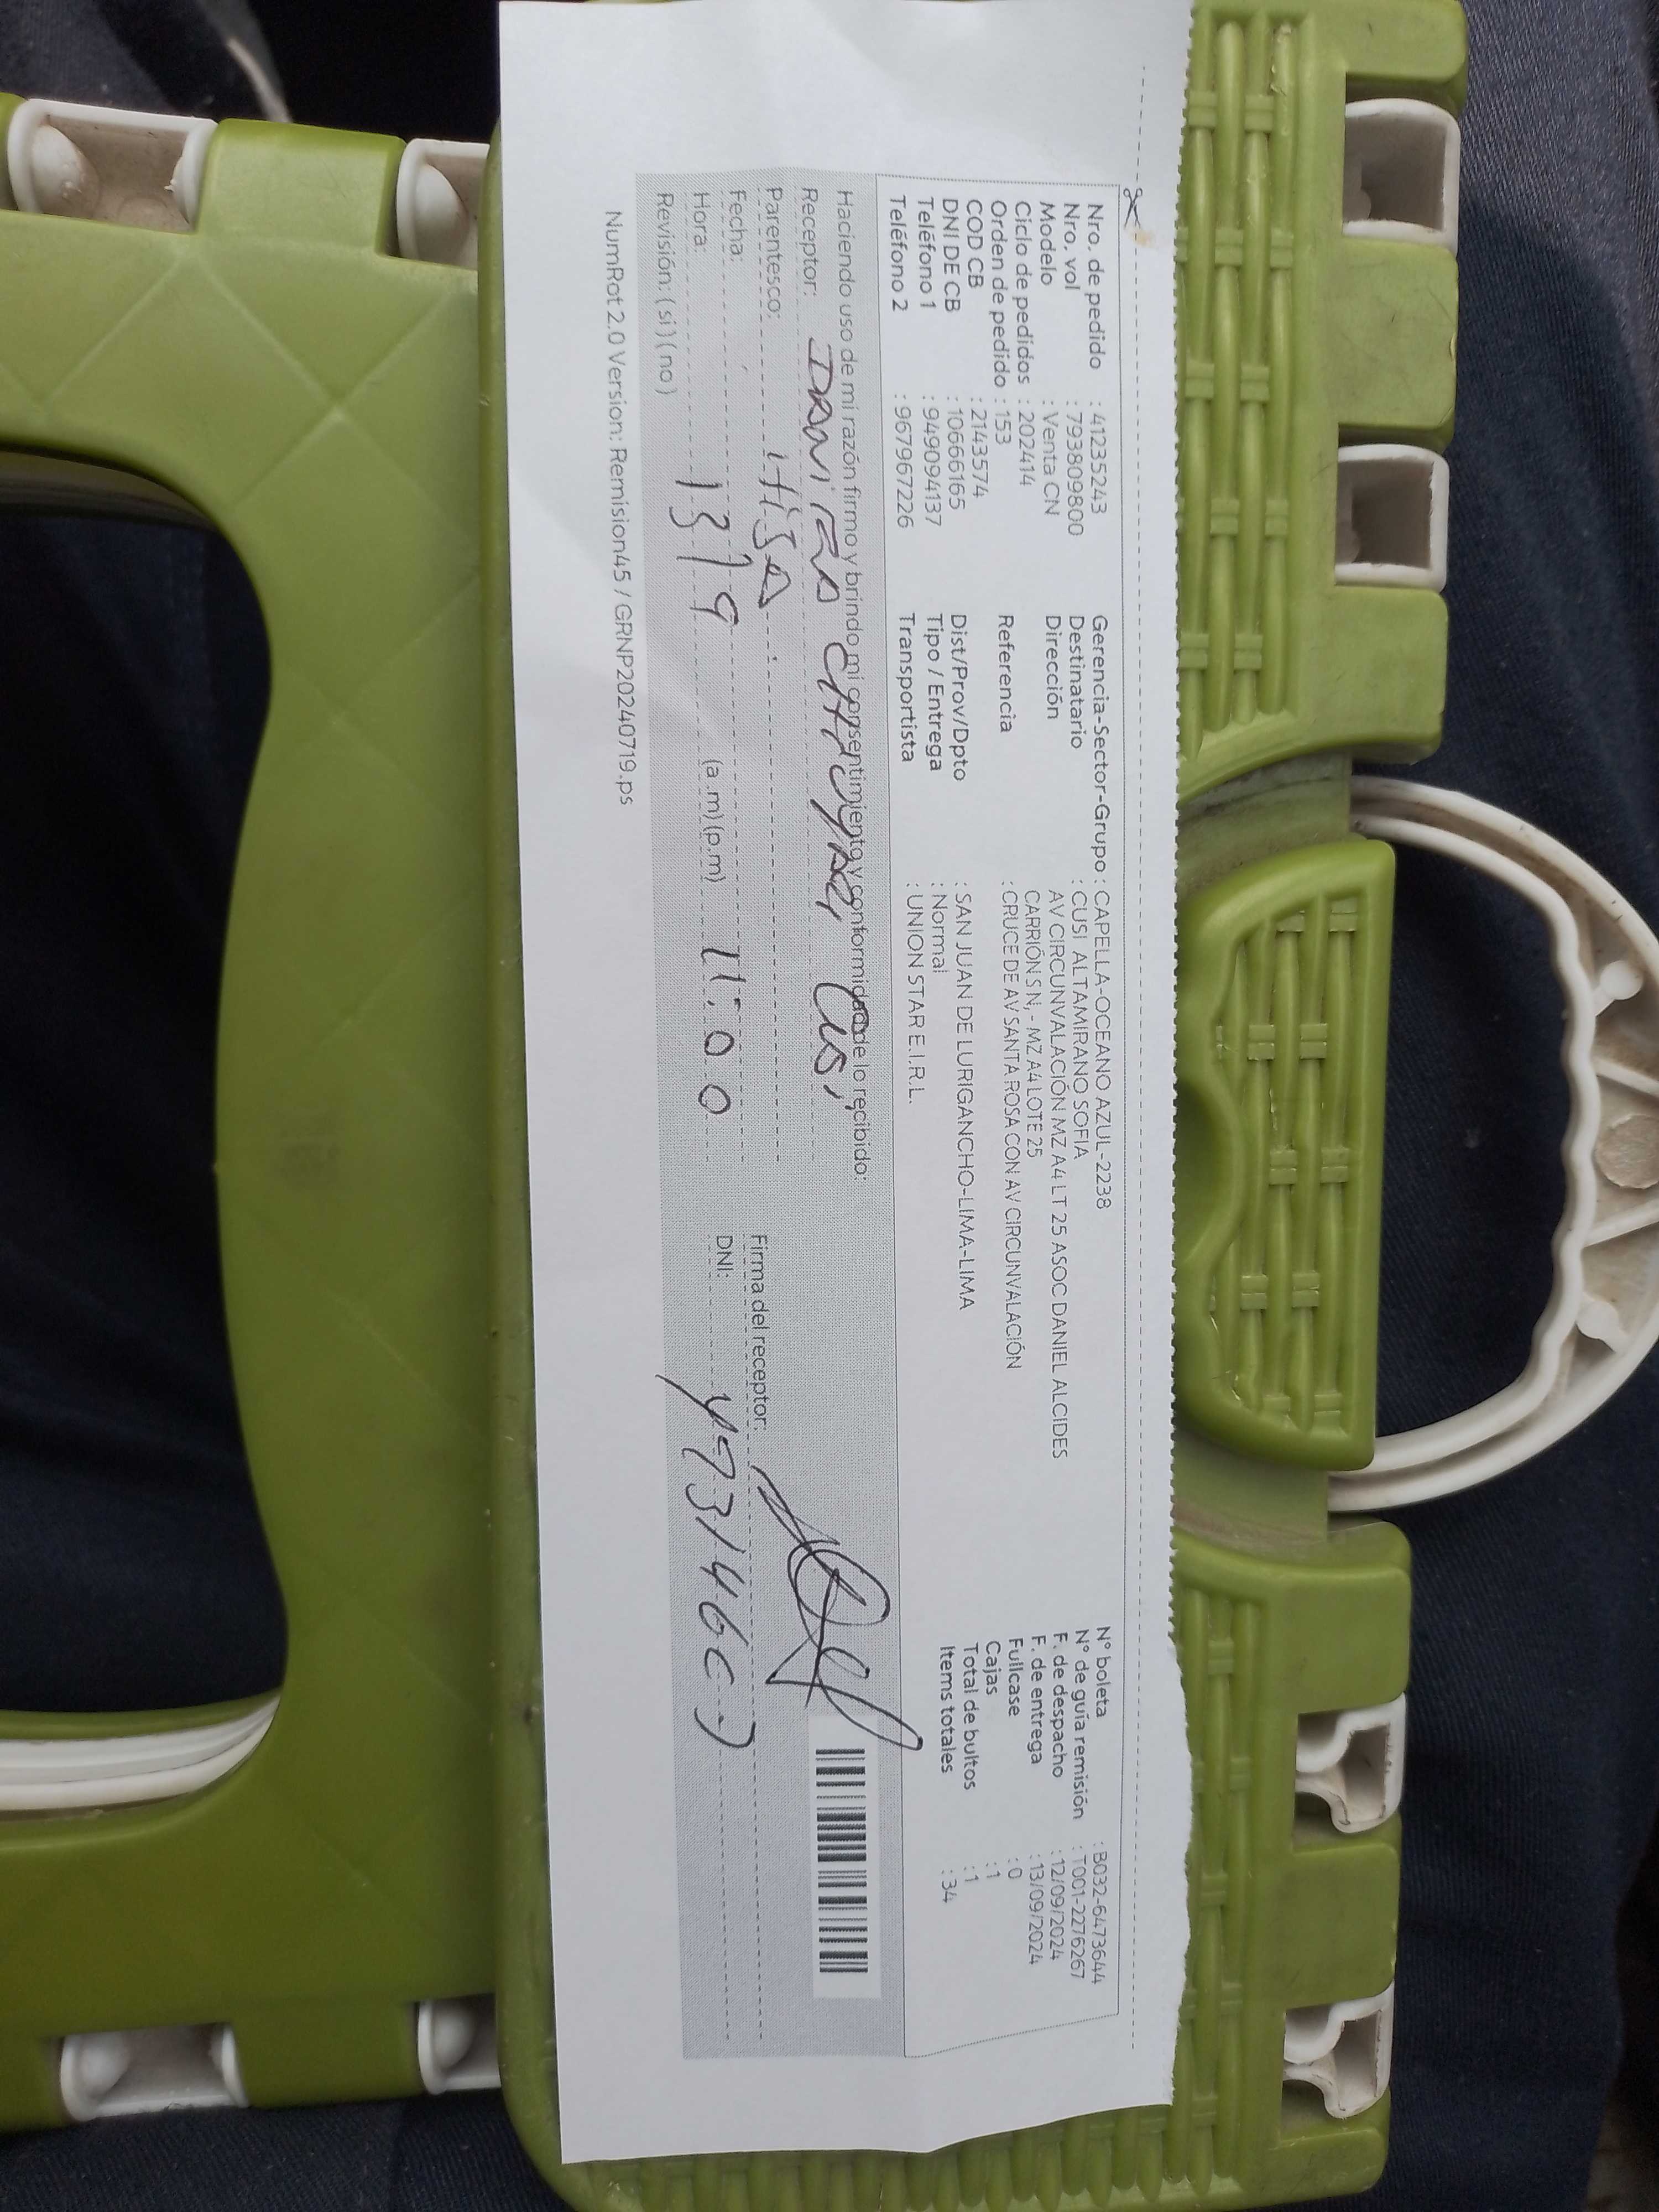 Nro. de pedido : 41235243
Nro. vol : 793809800
Modelo : Venta CN
Ciclo de pedidos : 202414
Orden de pedido : 153
COD CB : 2143574
DNI DE CB : 10666165
Teléfono 1 : 949094137
Teléfono 2 : 967967226
Gerencia-Sector-Grupo : CAPELLA-OCEANO AZUL-2238
Destinatario : CUSI ALTAMIRANO SOFIA
Dirección AV CIRCUNVALACIÓN MZ A4 LT 25 ASOC DANIEL ALCIDES
CARRIÓN S N, - MZ A4 LOTE 25
Referencia : CRUCE DE AV SANTA ROSA CON AV CIRCUNVALACIÓN
Dist/Prov/Dpto : SAN JUAN DE LURIGANCHO-LIMA-LIMA
Tipo / Entrega : Normal
Transportista : UNION STAR E.I.R.L.
N° boleta : B032-6473644
N° de guía remisión : T001-2276267
F. de despacho : 12/09/2024
F. de entrega : 13/09/2024
Fullcase : 0
Cajas : 1
Total de bultos : 1
Items totales : 34
Haciendo uso de mi razón firmo y brindo mi consentimiento y conformidad de lo recibido:
Receptor: Cusi
Parentesco: Hija
Fecha: 13/9
Hora: (a.m) (p.m) 11:00
Revisión: (si) (no)
Firma del receptor:
DNI:
NumRot 2.0 Version: Remision45 / GRNP20240719.ps